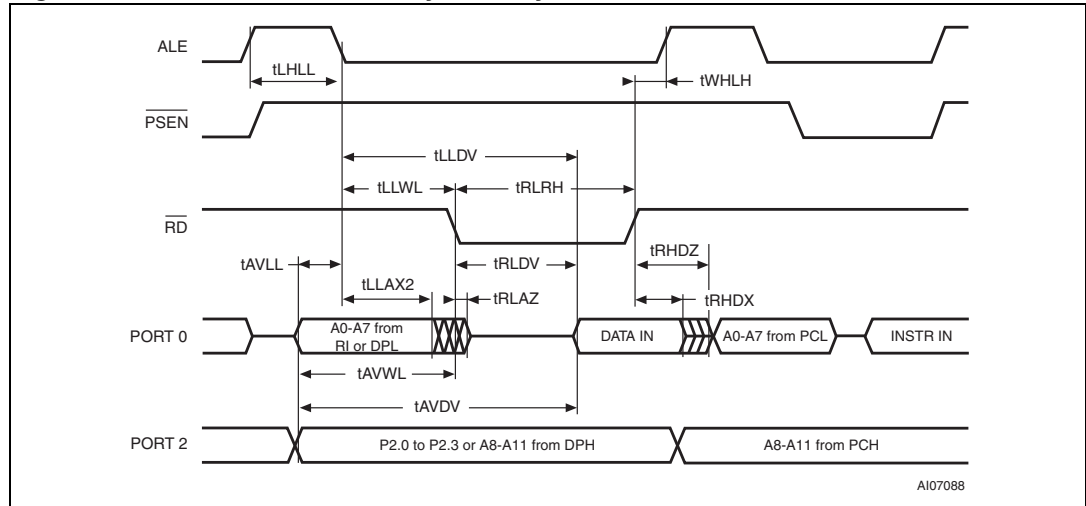 ALE
tLHLL
tWHLH
PSEN
tLLDV
tLLWL
tRLRH
RD
tAVLL
tRLDV
tRHDZ
tLLAX2
tRLAZ
tRHDX
PORT 0
A0-A7 from
RI or DPL
DATA IN
A0-A7 from PCL
INSTR IN
tAVWL
tAVDV
PORT 2
P2.0 to P2.3 or A8-A11 from DPH
A8-A11 from PCH
AI07088